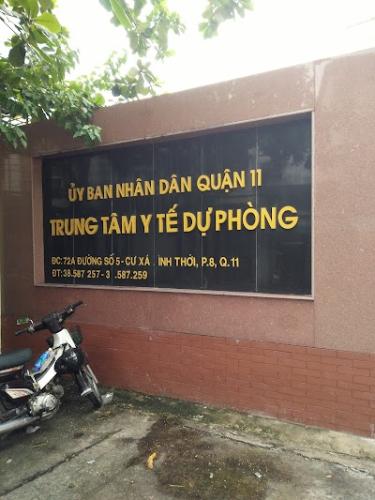 ỦY BAN NHÂN DÂN QUẬN 11
TRUNG TÂM Y TẾ DỰ PHÒNG
ĐC:72A ĐƯỜNG SỐ 5 - CƯ XÁ INH THỚI, P.8, Q.11
ĐT:38.587 257 - 3 .587.259